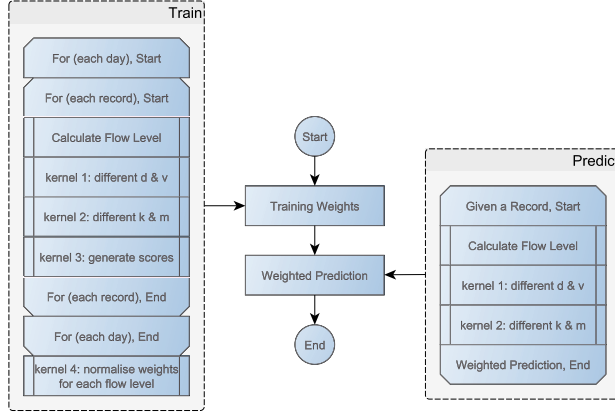 Train
For (each day), Start
For (each record), Start
Calculate Flow Level
kernel 1: different d & v
kernel 2: different k & m
kernel 3: generate scores
For (each record), End
For (each day), End
kernel 4: normalise weights
for each flow level
Start
Training Weights
Weighted Prediction
End
Predic
Given a Record, Start
Calculate Flow Level
kernel 1: different d & v
kernel 2: different k & m
Weighted Prediction, End